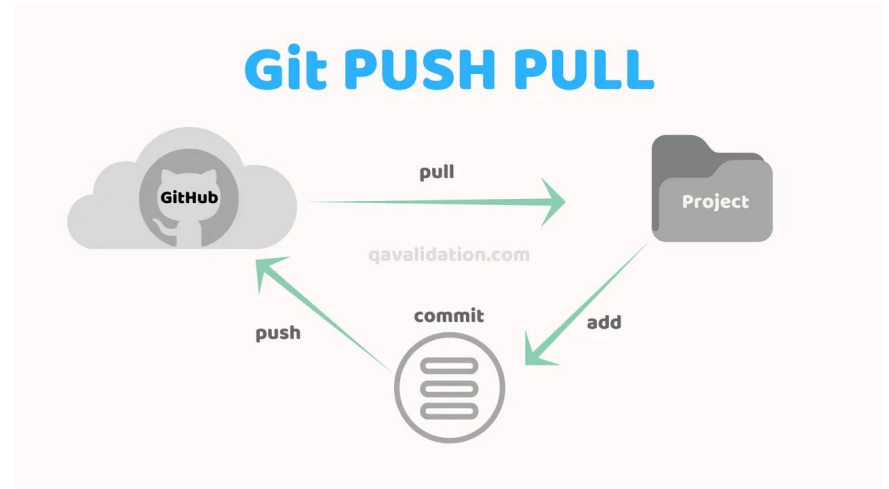 Git PUSH PULL
pull
GitHub
Project
qavalidation.com
commit
add
push